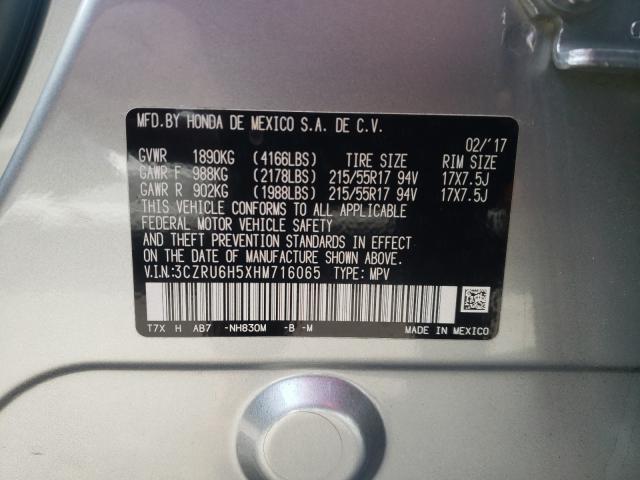 MFD.BY HONDA DE MEXICO S.A. DE C.V.
02/'17
GVWR 1890KG (4166LBS) TIRE SIZE RIM SIZE
GAWR F 988KG (2178LBS) 215/55R17 94V 17X7.5J
GAWR R 902KG (1988LBS) 215/55R17 94V 17X7.5J
THIS VEHICLE CONFORMS TO ALL APPLICABLE
FEDERAL MOTOR VEHICLE SAFETY
AND THEFT PREVENTION STANDARDS
IN EFFECT ON THE DATE OF
MANUFACTURE SHOWN ABOVE.
V.I.N.:3CZRU6H5XHM716065 TYPE: MPV
T7X H AB7 -NH830M -B -M
MADE IN MEXICO